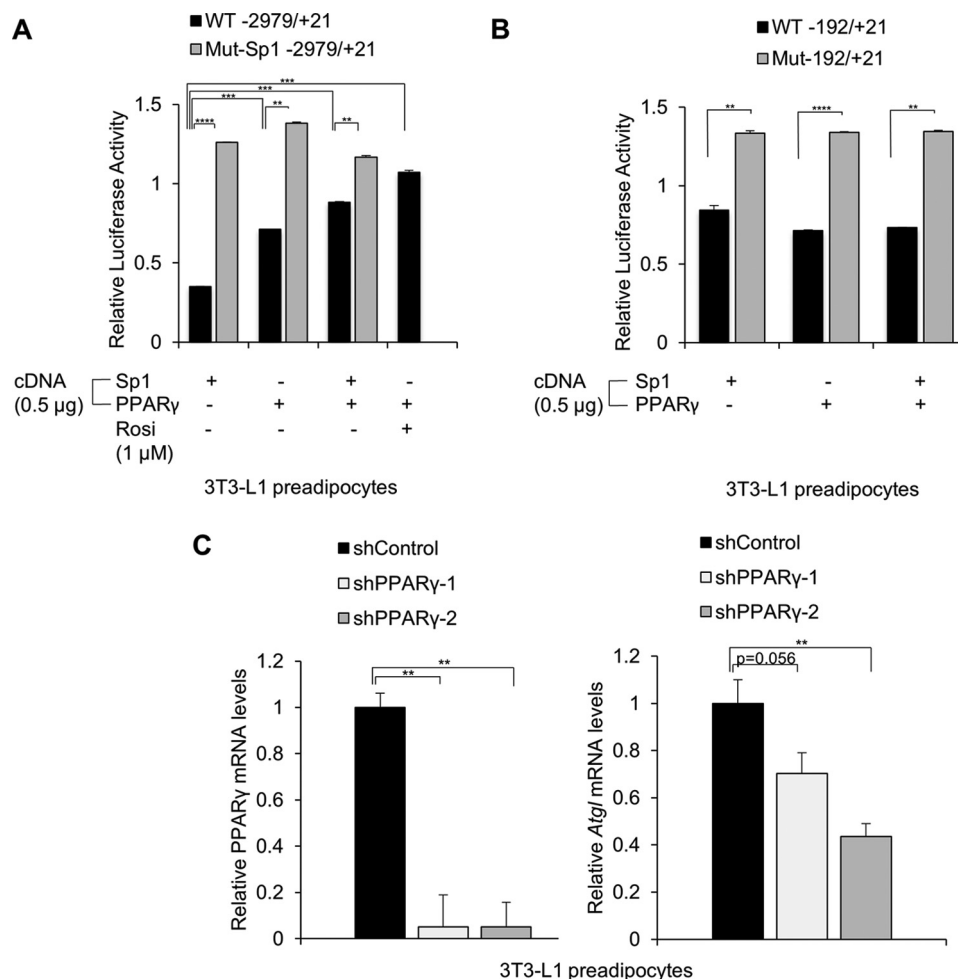 A
WT -2979/+21
Mut-Sp1 -2979/+21
***
***
***
**
**
****
1.5
1
0.5
0
Relative Luciferase Activity
cDNA
(0.5 µg)
Sp1 + - + -
PPARγ - + + +
Rosi - - - +
(1 µM)
3T3-L1 preadipocytes
B
WT -192/+21
Mut-192/+21
** **** **
1.5
1
0.5
0
Relative Luciferase Activity
cDNA
(0.5 µg)
Sp1 + - +
PPARγ - + +
3T3-L1 preadipocytes
C
shControl
shPPARγ-1
shPPARγ-2
**
**
1.2
1
0.8
0.6
0.4
0.2
0
Relative PPARγ mRNA levels
shControl
shPPARγ-1
shPPARγ-2
**
p=0.056
1.2
1
0.8
0.6
0.4
0.2
0
Relative Atgl mRNA levels
3T3-L1 preadipocytes